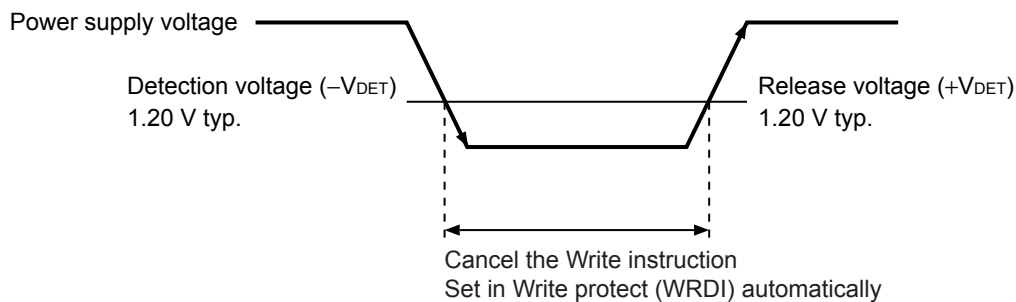 Power supply voltage
Detection voltage (−VDET)
1.20 V typ.
Release voltage (+VDET)
1.20 V typ.
Cancel the Write instruction
Set in Write protect (WRDI) automatically